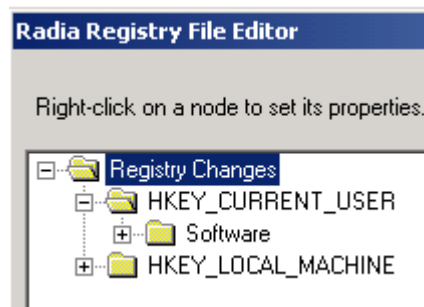 Radia Registry File Editor
Right-click on a node to set its properties.
Registry Changes
HKEY_CURRENT_USER
Software
HKEY_LOCAL_MACHINE